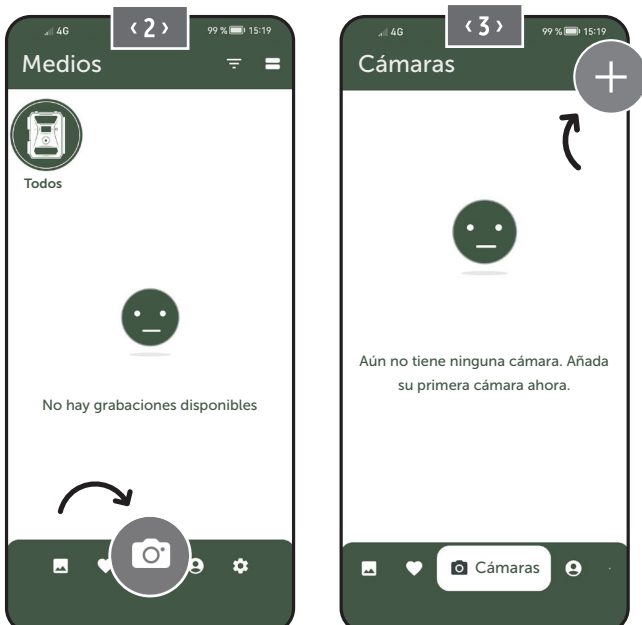 ‹ 2 ›
4G
99 % 15:19
Medios
Todos
No hay grabaciones disponibles
‹ 3 ›
4G
99 % 15:19
Cámaras
Aún no tiene ninguna cámara. Añada
su primera cámara ahora.
Cámaras